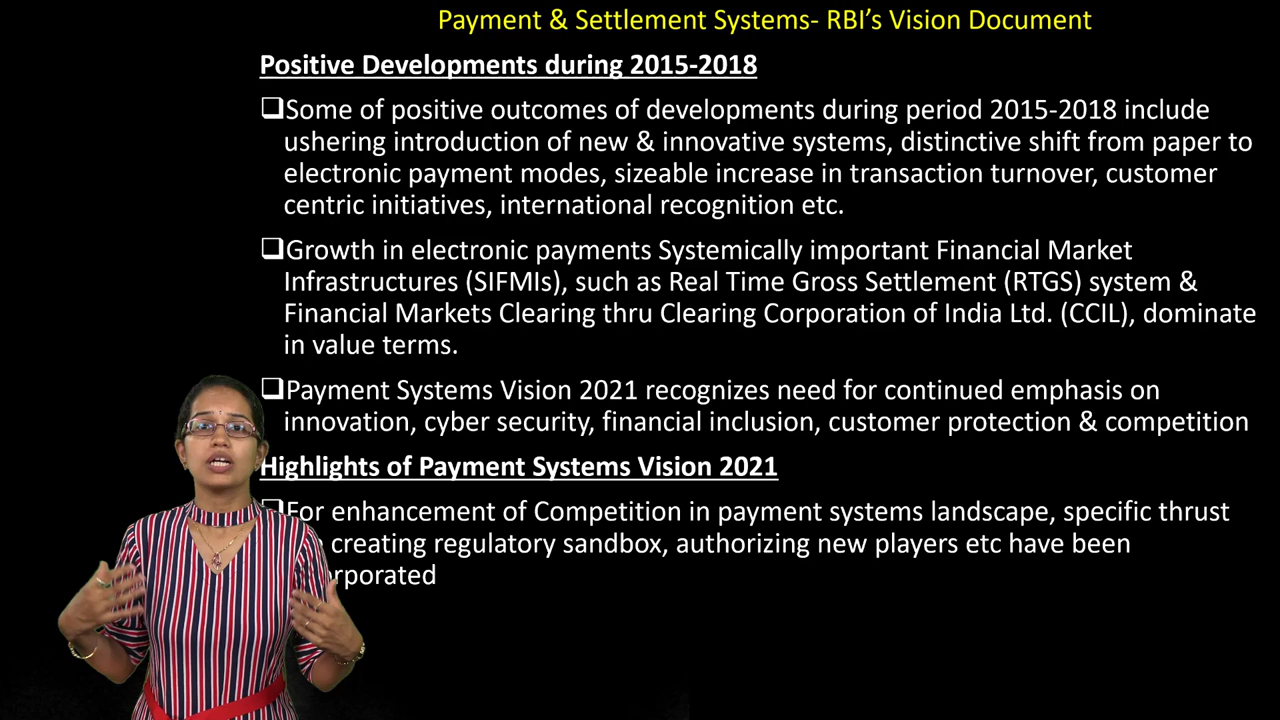 Payment & Settlement Systems- RBI’s Vision Document
Positive Developments during 2015-2018
❑Some of positive outcomes of developments during period 2015-2018 include
ushering introduction of new & innovative systems, distinctive shift from paper to
electronic payment modes, sizeable increase in transaction turnover, customer
centric initiatives, international recognition etc.
❑Growth in electronic payments Systemically important Financial Market
Infrastructures (SIFMIs), such as Real Time Gross Settlement (RTGS) system &
Financial Markets Clearing thru Clearing Corporation of India Ltd. (CCIL), dominate
in value terms.
❑Payment Systems Vision 2021 recognizes need for continued emphasis on
innovation, cyber security, financial inclusion, customer protection & competition
Highlights of Payment Systems Vision 2021
❑For enhancement of Competition in payment systems landscape, specific thrust
creating regulatory sandbox, authorizing new players etc have been